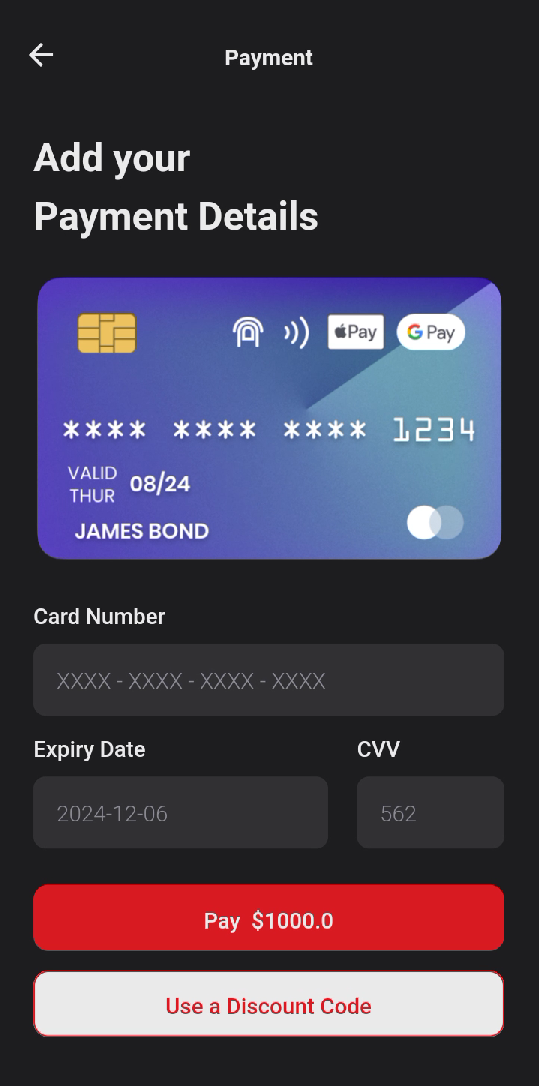 Payment
Add your
Payment Details
Pay G Pay
**** **** **** 1234
VALID
THUR 08/24
JAMES BOND
Card Number
XXXX - XXXX - XXXX - XXXX
Expiry Date CVV
2024-12-06 562
Pay $1000.0
Use a Discount Code